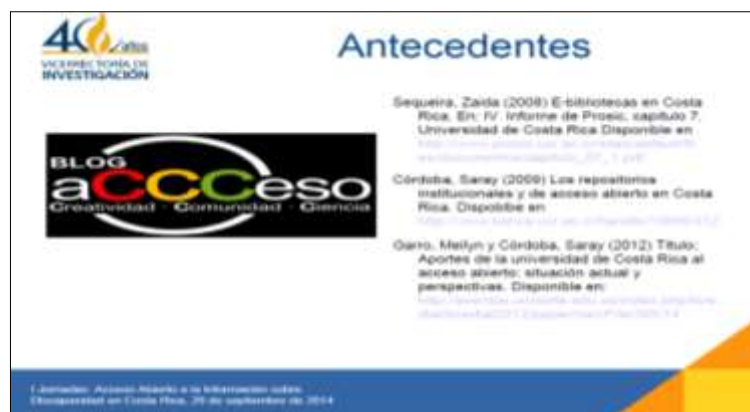 40 años
VICERRECTORÍA DE
INVESTIGACIÓN
Antecedentes
BLOG
aCCCeso
Creatividad · Comunidad · Ciencia
Sequeira, Zaida (2008) E-bibliotecas en Costa
Rica. En: IV. Informe de Prosic, capítulo 7.
Universidad de Costa Rica Disponible en
Córdoba, Saray (2009) Los repositorios
institucionales y de acceso abierto en Costa
Rica. en
Garro, Meilyn y Córdoba, Saray (2012) Título:
Aportes de la universidad de Costa Rica al
acceso abierto: situación actual y
perspectivas. Disponible en:
I Jornadas: Acceso Abierto a la Información sobre
Discapacidad en Costa Rica, 29 de septiembre de 2014